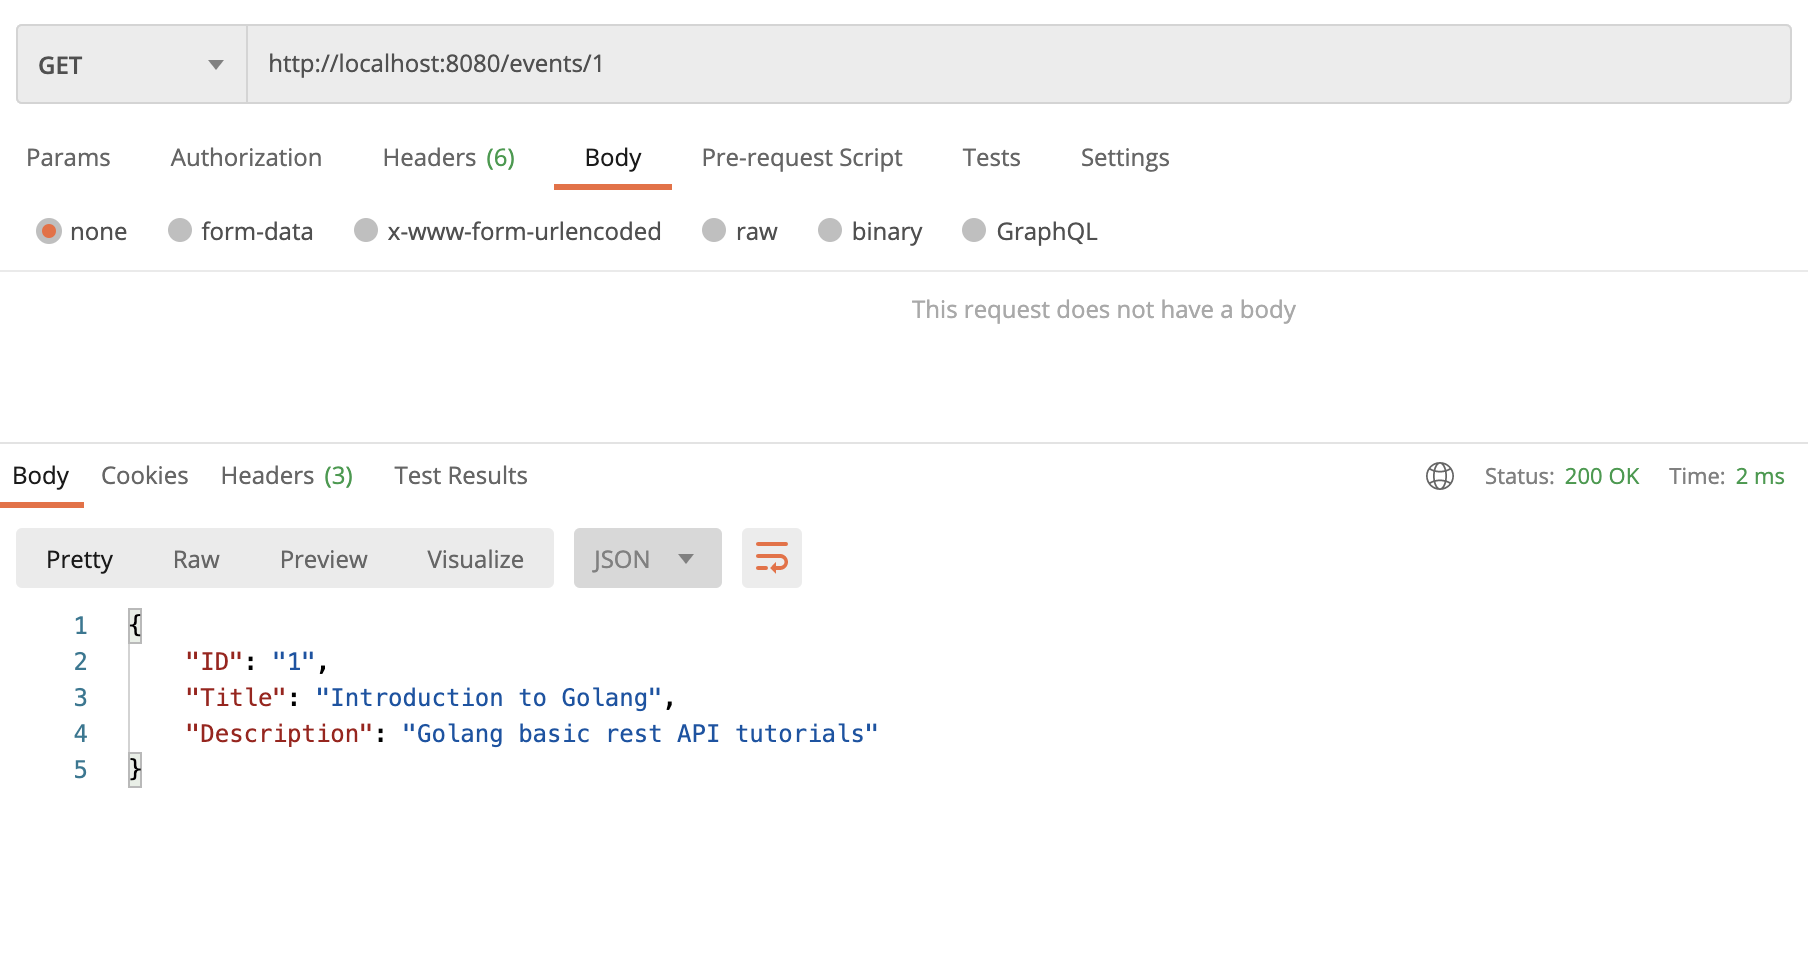 GET http://localhost:8080/events/1
Params Authorization Headers (6) Body Pre-request Script Tests Settings
none form-data x-www-form-urlencoded raw binary GraphQL
This request does not have a body
Body Cookies Headers (3) Test Results Status: 200 OK Time: 2 ms
Pretty Raw Preview Visualize JSON
1 {
2 "ID": "1",
3 "Title": "Introduction to Golang",
4 "Description": "Golang basic rest API tutorials"
5 }